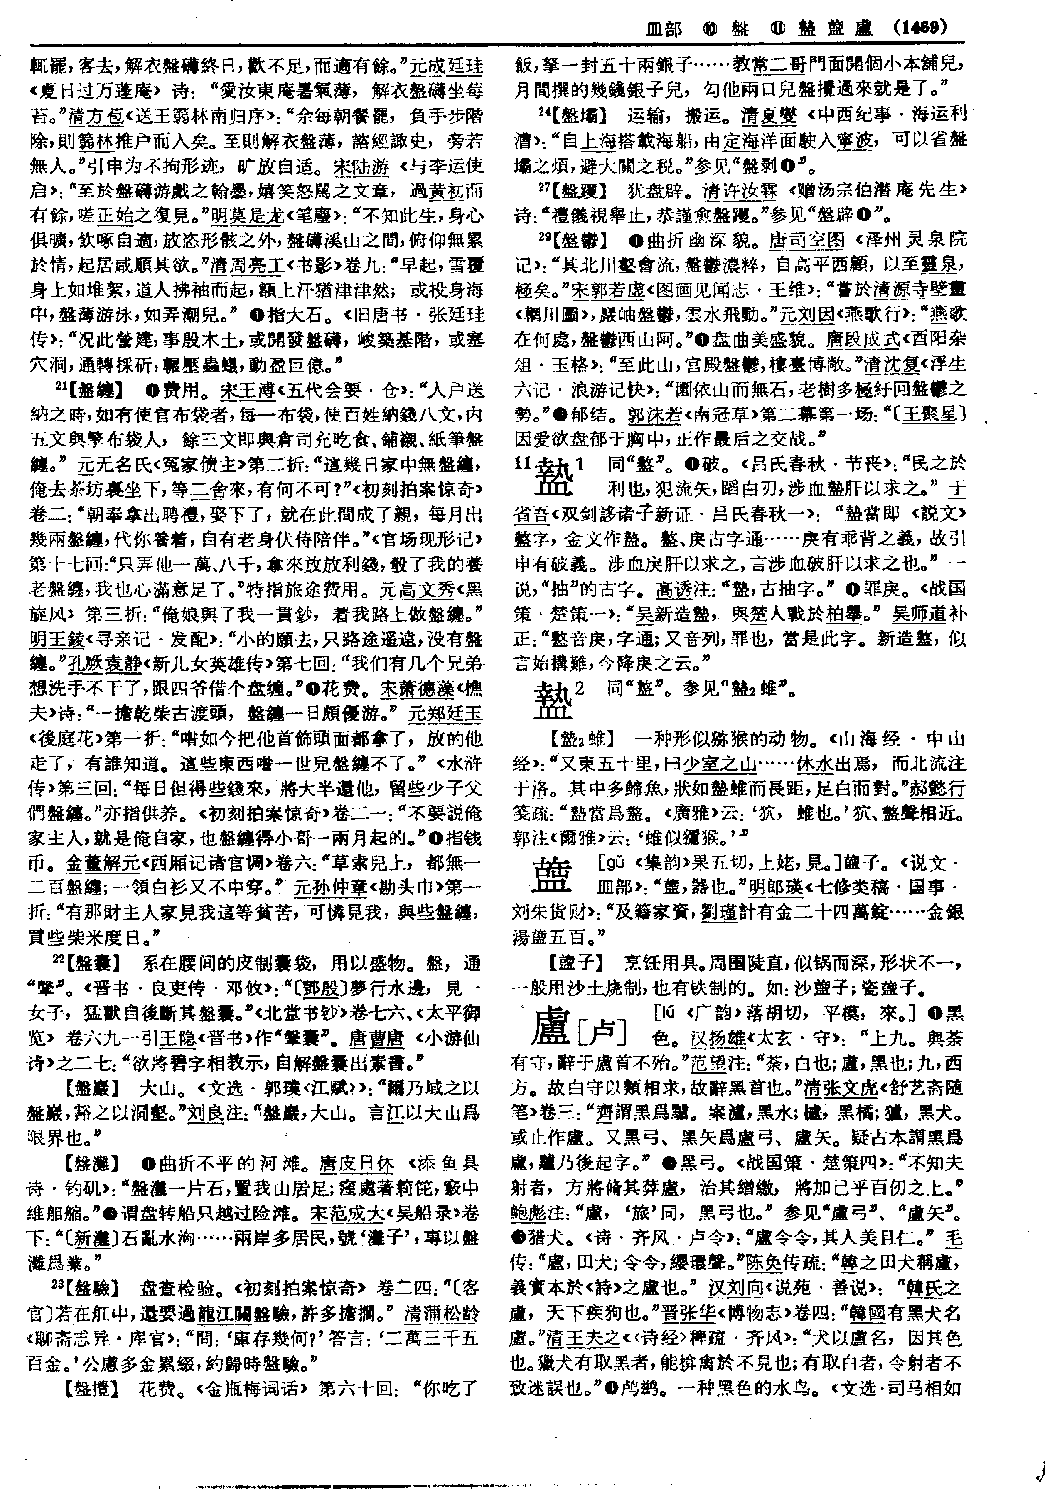 皿部 ⑩ 盤 ⑪ 盩 盬 盧 (1459)
輒罷，客去，解衣盤礴終日，歡不足，而適有餘。”元成廷珪
《夏日过万蓬庵》诗：“愛汝東庵暑氣薄，解衣盤礴坐莓
苔。”清方苞《送王箬林南归序》：“余每朝餐罷，負手步階
除，則箬林推户而入矣。至則解衣盤薄，諮經諏史，旁若
無人。”引申为不拘形迹，旷放自适。宋陆游《与李运使
启》：“至於盤礴游戲之翰墨，嬉笑怒駡之文章，過黄初而
有餘，嗟正始之復見。”明莫是龙《笔麈》：“不知此生，身心
俱曠，飲啄自適，放恣形骸之外，盤礴溪山之間，俯仰無累
於情，起居咸順其欲。”清周亮工《书影》卷九：“早起，雪覆
身上如堆絮，道人拂袖而起，額上汗猶津津然；或投身海
中，盤薄游泳，如弄潮兒。”指大石。《旧唐书·张廷珪
传》：“况此營建，事殷木土，或開發盤礴，峻築基階，或塞
穴洞，通轉採斫，輾壓蟲蟻，動盈巨億。”
21【盤纏】 ❶费用。宋王溥《五代会要·仓》：“人户送
納之時，如有使官布袋者，每一布袋，使百姓納錢八文，内
五文與擎布袋人，餘三文即與倉司充吃食、鋪襯、紙筆盤
纏。”元无名氏《冤家债主》第二折：“這幾日家中無盤纏，
俺去茶坊裏坐下，等二舍來，有何不可？”《初刻拍案惊奇》
卷二：“朝奉拿出聘禮，娶下了，就在此間成了親，每月出
幾兩盤纏，代你養着，自有老身伏侍陪伴。”《官场现形记》
第十七回：“只弄他一萬、八千，拿來放放利錢，彀了我的養
老盤纏，我也心滿意足了。”特指旅途费用。元高文秀《黑
旋风》第三折：“俺娘與了我一貫鈔，着我路上做盤纏。”
明王錂《寻亲记·发配》：“小的願去，只路途遥遠，没有盤
纏。”孔厥袁静《新儿女英雄传》第七回：“我们有几个兄弟
想洗手不干了，跟四爷借个盘缠。”花费。宋萧德藻《樵
夫》诗：“一擔乾柴古渡頭，盤纏一日頗優游。”元郑廷玉
《後庭花》第一折：“喒如今把他首飾頭面都拿了，放的他
走了，有誰知道。這些東西喒一世兒盤纏不了。”《水浒
传》第三回：“每日但得些錢來，將大半還他，留些少子父
們盤纏。”亦指供养。《初刻拍案惊奇》卷二一：“不要説俺
家主人，就是俺自家，也盤纏得小哥一兩月起的。”指钱
币。金董解元《西厢记诸宫调》卷六：“草索兒上，都無一
二百盤纏；一領白衫又不中穿。”元孙仲章《勘头巾》第一
折：“有那財主人家見我這等貧苦，可憐見我，與些盤纏，
買些柴米度日。”
22【盤囊】 系在腰间的皮制囊袋，用以盛物。盤，通
“鞶”。《晋书·良吏传·邓攸》：“〔鄧殷〕夢行水邊，見一
女子，猛獸自後斷其盤囊。”《北堂书钞》卷七六、《太平御
览》卷六九一引王隐《晋书》作“鞶囊”。唐曹唐《小游仙
诗》之二七：“欲將碧字相教示，自解盤囊出素書。”
【盤巖】 大山。《文选·郭璞〈江赋〉》：“爾乃域之以
盤巖，豁之以洞壑。”刘良注：“盤巖，大山。言江以大山爲
垠界也。”
【盤灘】 ❶曲折不平的河滩。唐皮日休《添鱼具
诗·钓矶》：“盤灘一片石，置我山居足；窪處著筣笓，竅中
維艒䑿。”谓盘转船只越过险滩。宋范成大《吴船录》卷
下：“〔新灘〕石亂水洶……兩岸多居民，號‘灘子’，專以盤
灘爲業。”
23【盤驗】 盘查检验。《初刻拍案惊奇》卷二四：“〔客
官〕若在舡中，還要過龍江關盤驗，許多擔擱。”清蒲松龄
《聊斋志异·库官》：“問：‘庫存幾何？’答言：‘二萬三千五
百金。’公慮多金累綴，約歸時盤驗。”
【盤攪】 花费。《金瓶梅词话》第六十回：“你吃了
飯，拏一封五十兩銀子……教常二哥門面開個小本鋪兒，
月間撰的幾錢銀子兒，勾他兩口兒盤攪過來就是了。”
24【盤壩】 运输，搬运。清夏燮《中西纪事·海运利
漕》：“自上海搭載海船，由定海洋面駛入寧波，可以省盤
壩之煩，避大關之税。”参见“盤剥”。
27【盤躩】 犹盘辟。清许汝霖《赠汤宗伯潜庵先生》
诗：“禮儀視舉止，恭謹愈盤躩。”参见“盤辟”。
29【盤鬱】 ❶曲折幽深貌。唐司空图《泽州灵泉院
记》：“其北川壑會流，盤鬱濃粹，自高平西顧，以至靈泉，
極矣。”宋郭若虚《图画见闻志·王维》：“嘗於清源寺壁畫
《輞川圖》，巖岫盤鬱，雲水飛動。”元刘因《燕歌行》：“燕歌
在何處，盤鬱西山阿。”盘曲美盛貌。唐段成式《酉阳杂
俎·玉格》：“至此山，宫殿盤鬱，樓臺博敞。”清沈复《浮生
六记·浪游记快》：“園依山而無石，老樹多極紆回盤鬱之
勢。”郁结。郭沫若《南冠草》第二幕第一场：“〔王聚星〕
因爱欲盘郁于胸中，正作最后之交战。”
11盩1 同“盭”。❶破。《吕氏春秋·节丧》：“民之於
利也，犯流矢，蹈白刃，涉血盩肝以求之。”于
省吾《双剑誃诸子新证·吕氏春秋一》：“盩當即《説文》
盭字，金文作盩。盭、戾古字通……戾有乖背之義，故引
申有破義。涉血戾肝以求之，言涉血破肝以求之也。”一
说，“抽”的古字。高诱注：“盩，古抽字。”罪戾。《战国
策·楚策一》：“吴新造盩，與楚人戰於柏舉。”吴师道补
正：“盭音戾，字通；又音列，罪也，當是此字。新造盩，似
言始搆難，今降戾之云。”
盩2 同“盭”。参见“盩2蜼”。
【盩2蜼】 一种形似猕猴的动物。《山海经·中山
经》：“又東五十里，曰少室之山……休水出焉，而北流注
于洛。其中多䱱魚，狀如盩蜼而長距，足白而對。”郝懿行
笺疏：“盩當爲盭。《廣雅》云：‘狖，蜼也。’狖、盭聲相近。
郭注《爾雅》云：‘蜼似獼猴。’”
盬 [gǔ《集韵》果五切，上姥，見。]盬子。《说文·
皿部》：“盬，器也。”明郎瑛《七修类稿·国事·
刘朱货财》：“及籍家資，劉瑾計有金二十四萬錠……金銀
湯盬五百。”
【盬子】 烹饪用具。周围陡直，似锅而深，形状不一，
一般用沙土烧制，也有铁制的。如：沙盬子；瓷盬子。
盧[卢] [lú《广韵》落胡切，平模，來。]❶黑
色。汉扬雄《太玄·守》：“上九。與荼
有守，辭于盧首不殆。”范望注：“荼，白也；盧，黑也；九，西
方。故白守以類相求，故辭黑首也。”清张文虎《舒艺斋随
笔》卷三：“齊謂黑爲驢。案瀘，黑水；櫨，黑橘；獹，黑犬。
或止作盧。又黑弓、黑矢爲盧弓、盧矢。疑古本謂黑爲
盧，驢乃後起字。”黑弓。《战国策·楚策四》：“不知夫
射者，方將脩其碆盧，治其繒繳，將加己乎百仞之上。”
鲍彪注：“盧，‘旅’同，黑弓也。”参见“盧弓”、“盧矢”。
猎犬。《诗·齐风·卢令》：“盧令令，其人美且仁。”毛
传：“盧，田犬；令令，纓環聲。”陈奂传疏：“韓之田犬稱盧，
義實本於《詩》之盧也。”汉刘向《说苑·善说》：“韓氏之
盧，天下疾狗也。”晋张华《博物志》卷四：“韓國有黑犬名
盧。”清王夫之《〈诗经〉稗疏·齐风》：“犬以盧名，因其色
也。獵犬有取黑者，能掩禽於不見也；有取白者，令射者不
致迷誤也。”鸬鹚。一种黑色的水鸟。《文选·司马相如